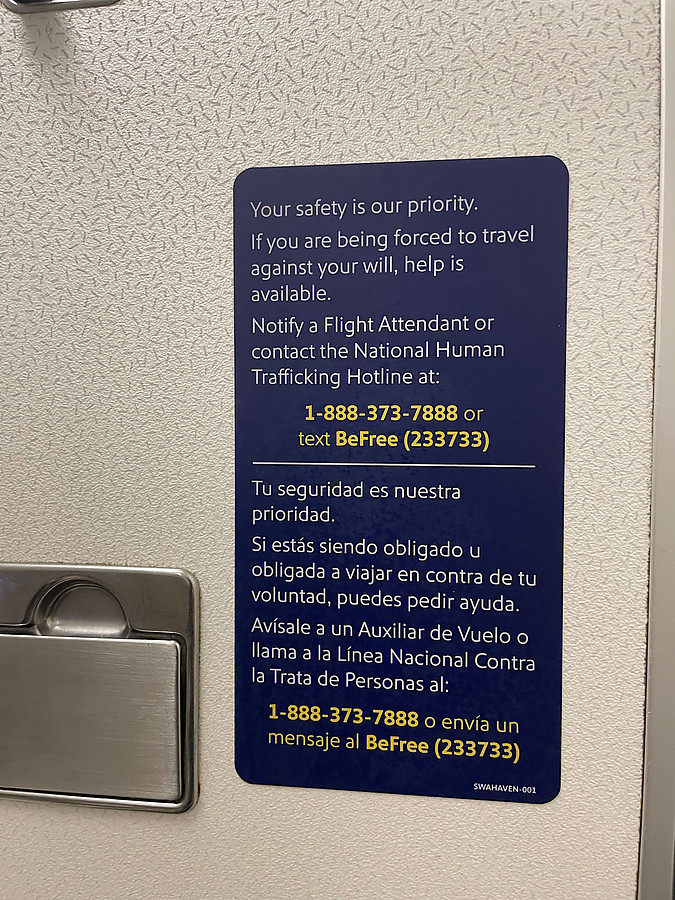 Your safety is our priority.
If you are being forced to travel
against your will, help is
available.
Notify a Flight Attendant or
contact the National Human
Trafficking Hotline at:
1-888-373-7888 or
text BeFree (233733)
Tu seguridad es nuestra
prioridad.
Si estás siendo obligado u
obligada a viajar en contra de tu
voluntad, puedes pedir ayuda.
Avísale a un Auxiliar de Vuelo o
llama a la Línea Nacional Contra
la Trata de Personas al:
1-888-373-7888 o envía un
mensaje al BeFree (233733)
SWAHAVEN-001